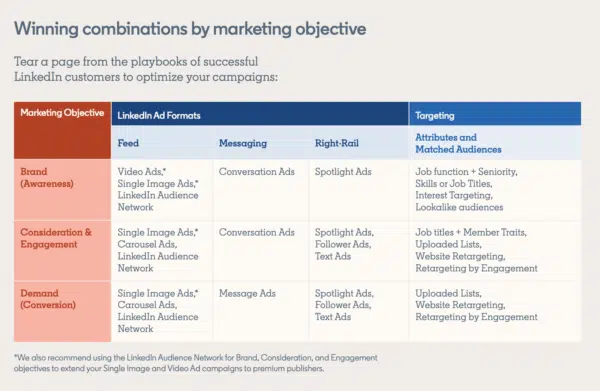 Winning combinations by marketing objective
Tear a page from the playbooks of successful
LinkedIn customers to optimize your campaigns:
Marketing Objective
LinkedIn Ad Formats
Targeting
Feed
Messaging
Right-Rail
Attributes and
Matched Audiences
Brand
(Awareness)
Video Ads,*
Single Image Ads,*
LinkedIn Audience
Network
Conversation Ads
Spotlight Ads
Job function + Seniority,
Skills or Job Titles,
Interest Targeting,
Lookalike audiences
Consideration &
Engagement
Single Image Ads,*
Carousel Ads,
LinkedIn Audience
Network
Conversation Ads
Spotlight Ads,
Follower Ads,
Text Ads
Job titles + Member Traits,
Uploaded Lists,
Website Retargeting,
Retargeting by Engagement
Demand
(Conversion)
Single Image Ads,*
Carousel Ads,
LinkedIn Audience
Network
Message Ads
Spotlight Ads,
Follower Ads,
Text Ads
Uploaded Lists,
Website Retargeting,
Retargeting by Engagement
*We also recommend using the LinkedIn Audience Network for Brand, Consideration, and Engagement
objectives to extend your Single Image and Video Ad campaigns to premium publishers.